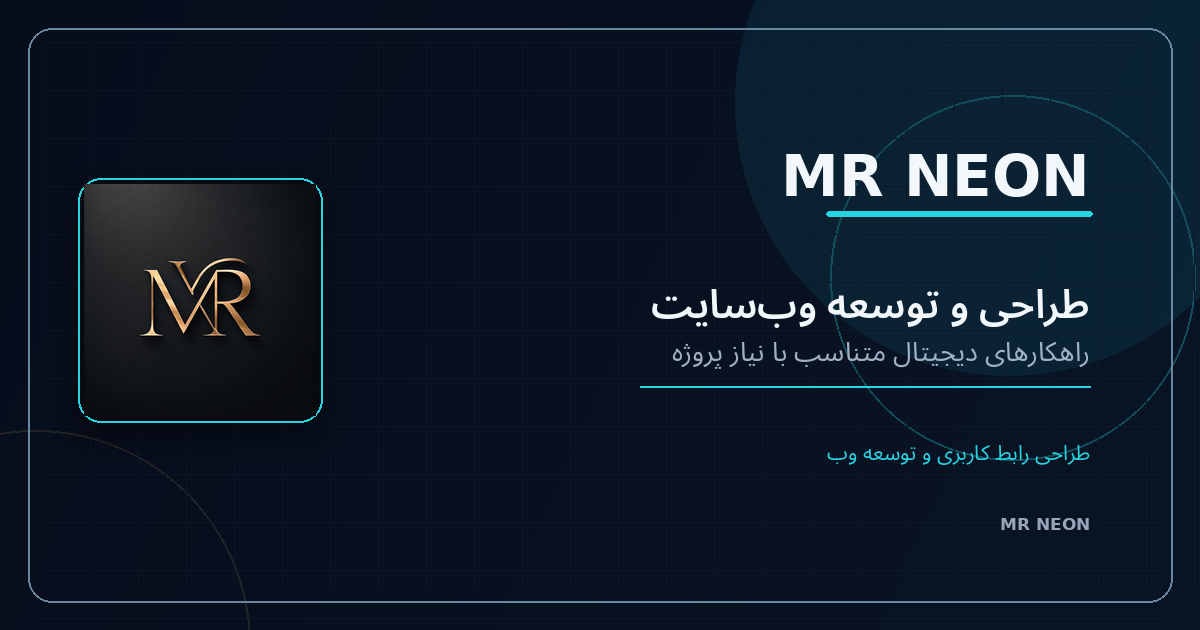 MR NEON
MR
طراحی و توسعه وب‌سایت
راهکارهای دیجیتال متناسب با نیاز پروژه
طراحی رابط کاربری و توسعه وب
MR NEON